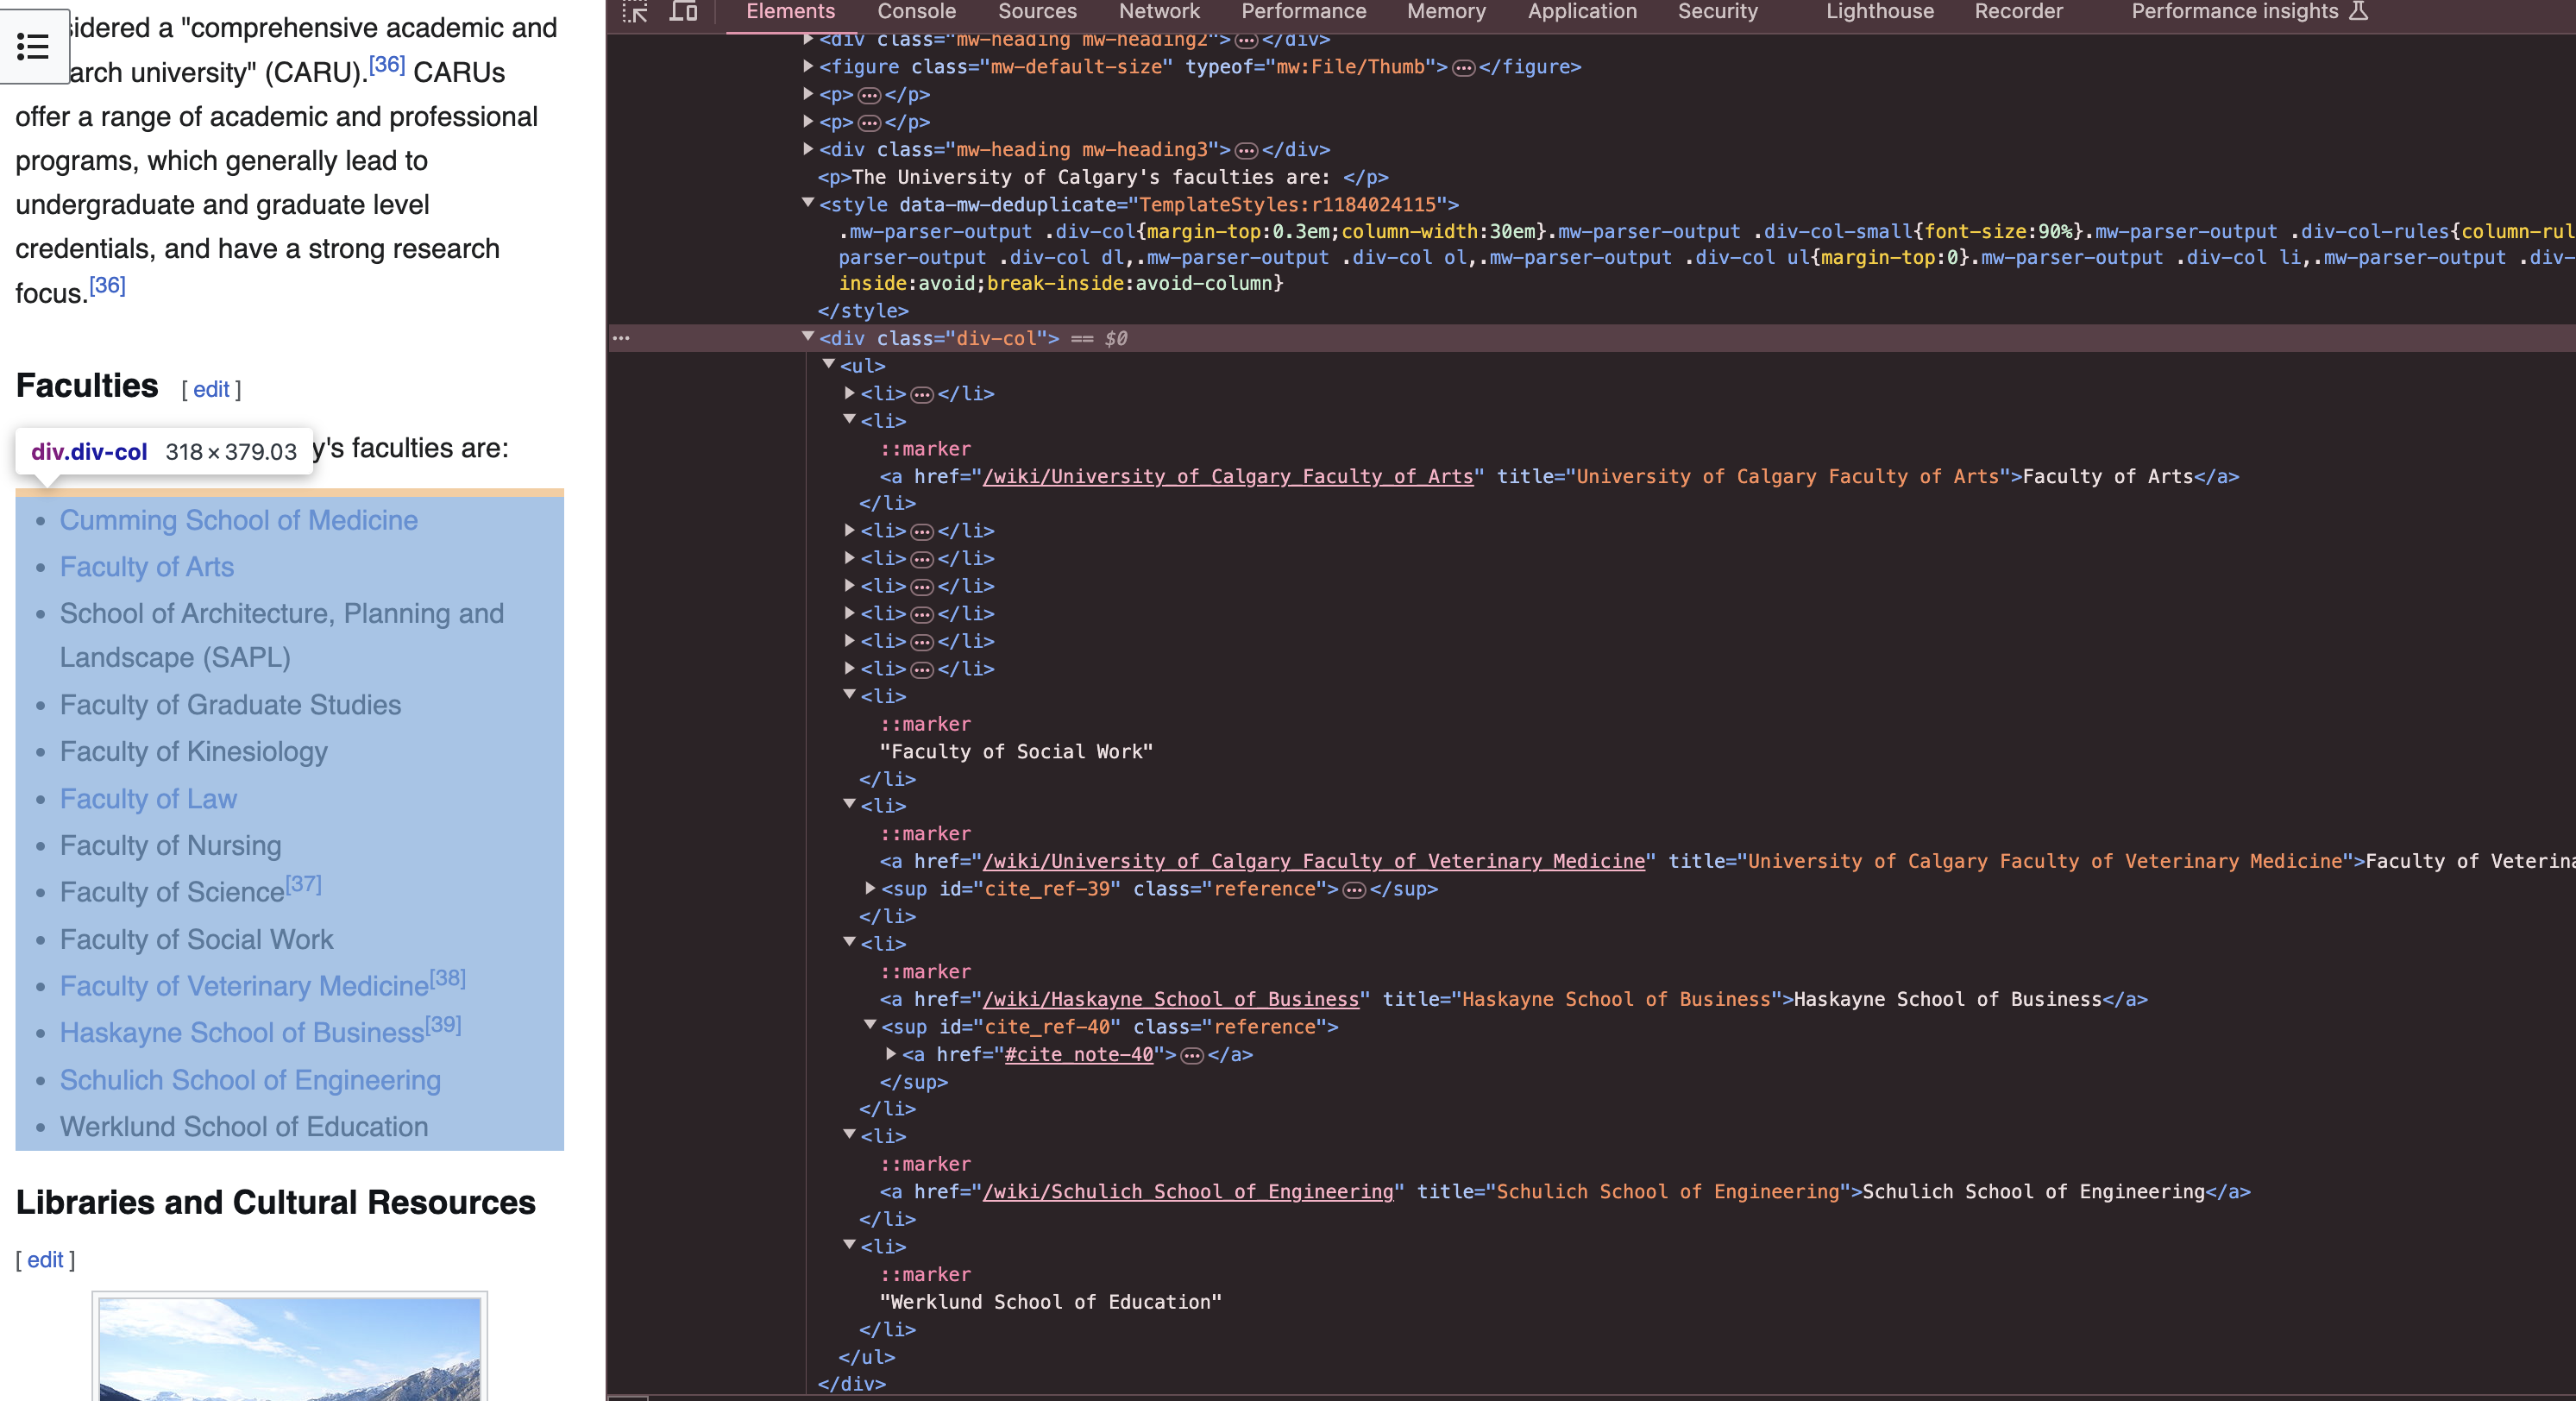 sidered a "comprehensive academic and
arch university" (CARU).[36] CARUs
offer a range of academic and professional
programs, which generally lead to
undergraduate and graduate level
credentials, and have a strong research
focus.[36]
Faculties [ edit ]
div.div-col 318 × 379.03 y's faculties are:
Cumming School of Medicine
Faculty of Arts
School of Architecture, Planning and
Landscape (SAPL)
Faculty of Graduate Studies
Faculty of Kinesiology
Faculty of Law
Faculty of Nursing
Faculty of Science[37]
Faculty of Social Work
Faculty of Veterinary Medicine[38]
Haskayne School of Business[39]
Schulich School of Engineering
Werklund School of Education
Libraries and Cultural Resources
[ edit ]
Elements Console Sources Network Performance Memory Application Security Lighthouse Recorder Performance insights
<div class="mw-heading mw-heading2">…</div>
<figure class="mw-default-size" typeof="mw:File/Thumb">…</figure>
<p>…</p>
<p>…</p>
<div class="mw-heading mw-heading3">…</div>
<p>The University of Calgary's faculties are: </p>
<style data-mw-deduplicate="TemplateStyles:r1184024115">
.mw-parser-output .div-col{margin-top:0.3em;column-width:30em}.mw-parser-output .div-col-small{font-size:90%}.mw-parser-output .div-col-rules{column-rul
parser-output .div-col dl,.mw-parser-output .div-col ol,.mw-parser-output .div-col ul{margin-top:0}.mw-parser-output .div-col li,.mw-parser-output .div-
inside:avoid;break-inside:avoid-column}
</style>
… <div class="div-col"> == $0
<ul>
<li>…</li>
<li>
::marker
<a href="/wiki/University_of_Calgary_Faculty_of_Arts" title="University of Calgary Faculty of Arts">Faculty of Arts</a>
</li>
<li>…</li>
<li>…</li>
<li>…</li>
<li>…</li>
<li>…</li>
<li>…</li>
<li>
::marker
"Faculty of Social Work"
</li>
<li>
::marker
<a href="/wiki/University_of_Calgary_Faculty_of_Veterinary_Medicine" title="University of Calgary Faculty of Veterinary Medicine">Faculty of Veterina
<sup id="cite_ref-39" class="reference">…</sup>
</li>
<li>
::marker
<a href="/wiki/Haskayne_School_of_Business" title="Haskayne School of Business">Haskayne School of Business</a>
<sup id="cite_ref-40" class="reference">
<a href="#cite_note-40">…</a>
</sup>
</li>
<li>
::marker
<a href="/wiki/Schulich_School_of_Engineering" title="Schulich School of Engineering">Schulich School of Engineering</a>
</li>
<li>
::marker
"Werklund School of Education"
</li>
</ul>
</div>